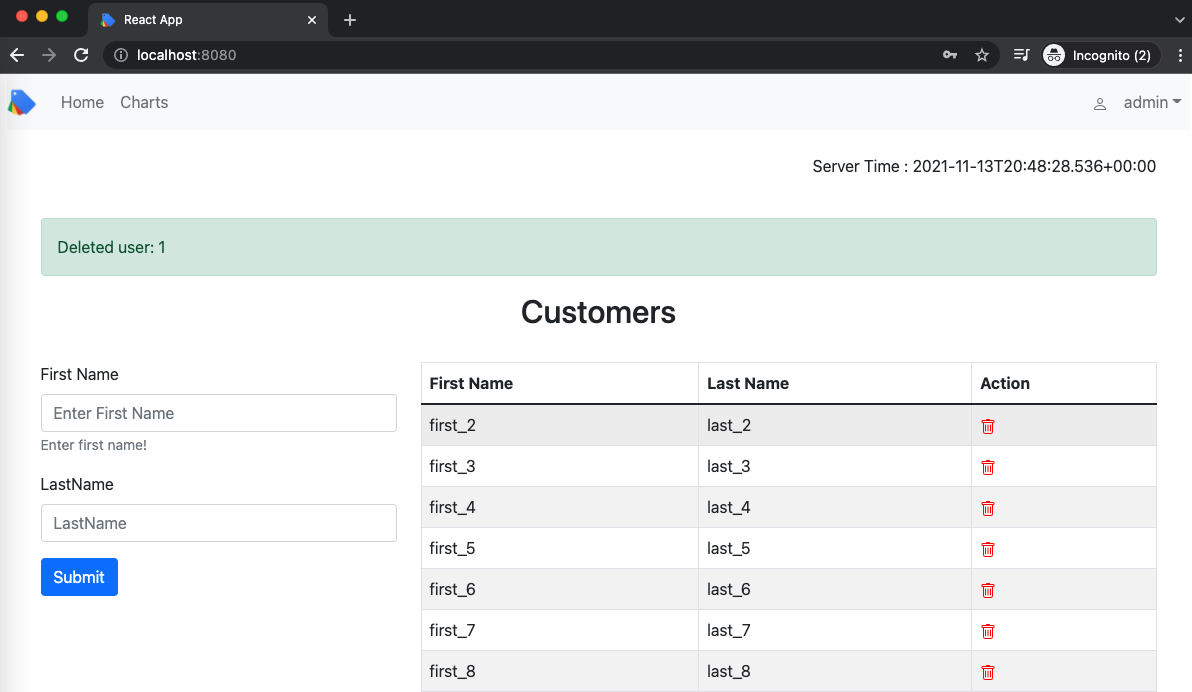 React App
localhost:8080
Incognito (2)
Home Charts admin
Server Time : 2021-11-13T20:48:28.536+00:00
Deleted user: 1
Customers
First Name
Enter First Name
Enter first name!
LastName
LastName
Submit
First Name Last Name Action
first_2 last_2
first_3 last_3
first_4 last_4
first_5 last_5
first_6 last_6
first_7 last_7
first_8 last_8